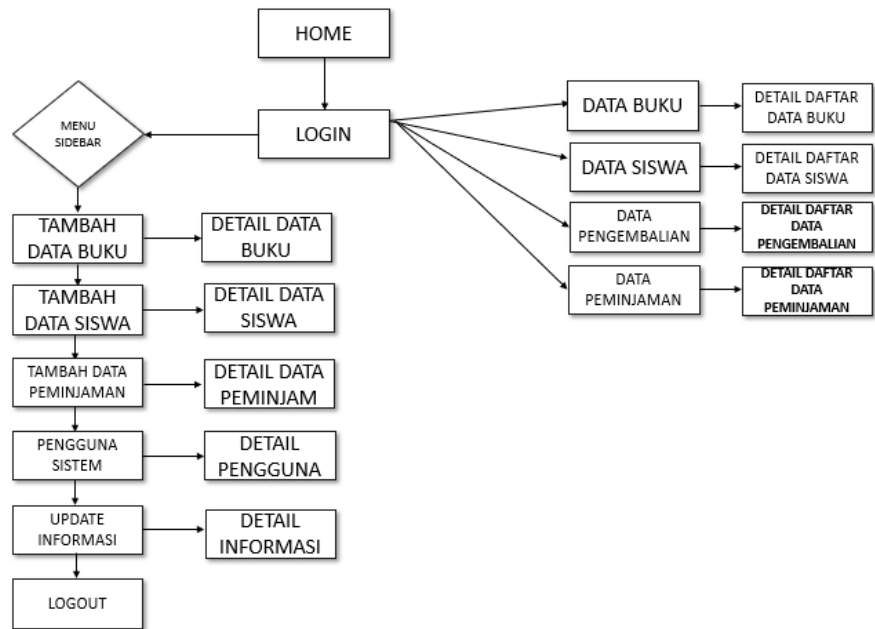 HOME
LOGIN
MENU
SIDEBAR
TAMBAH
DATA BUKU
DETAIL DATA
BUKU
TAMBAH
DATA SISWA
DETAIL DATA
SISWA
TAMBAH DATA
PEMINJAMAN
DETAIL DATA
PEMINJAM
PENGGUNA
SISTEM
DETAIL
PENGGUNA
UPDATE
INFORMASI
DETAIL
INFORMASI
LOGOUT
DATA BUKU
DETAIL DAFTAR
DATA BUKU
DATA SISWA
DETAIL DAFTAR
DATA SISWA
DATA
PENGEMBALIAN
DETAIL DAFTAR
DATA
PENGEMBALIAN
DATA
PEMINJAMAN
DETAIL DAFTAR
DATA
PEMINJAMAN